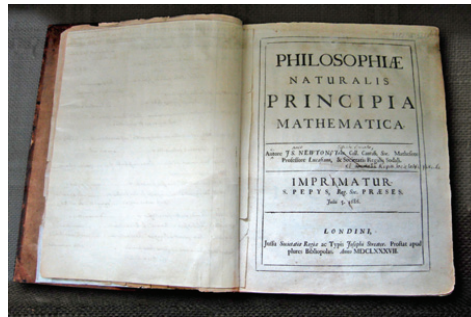 PHILOSOPHIÆ
NATURALIS
PRINCIPIA
MATHEMATICA.
Autore JS. NEWTON, Trin. Coll. Cantab. Soc. Matheseos
Professore Lucasiano, & Societatis Regalis Sodali.
IMPRIMATUR.
S. PEPYS, Reg. Soc. PRÆSES.
Julii 5. 1686.
LONDINI,
Jussu Societatis Regiæ ac Typis Josephi Streater. Prostat apud
plures Bibliopolas. Anno MDCLXXXVII.